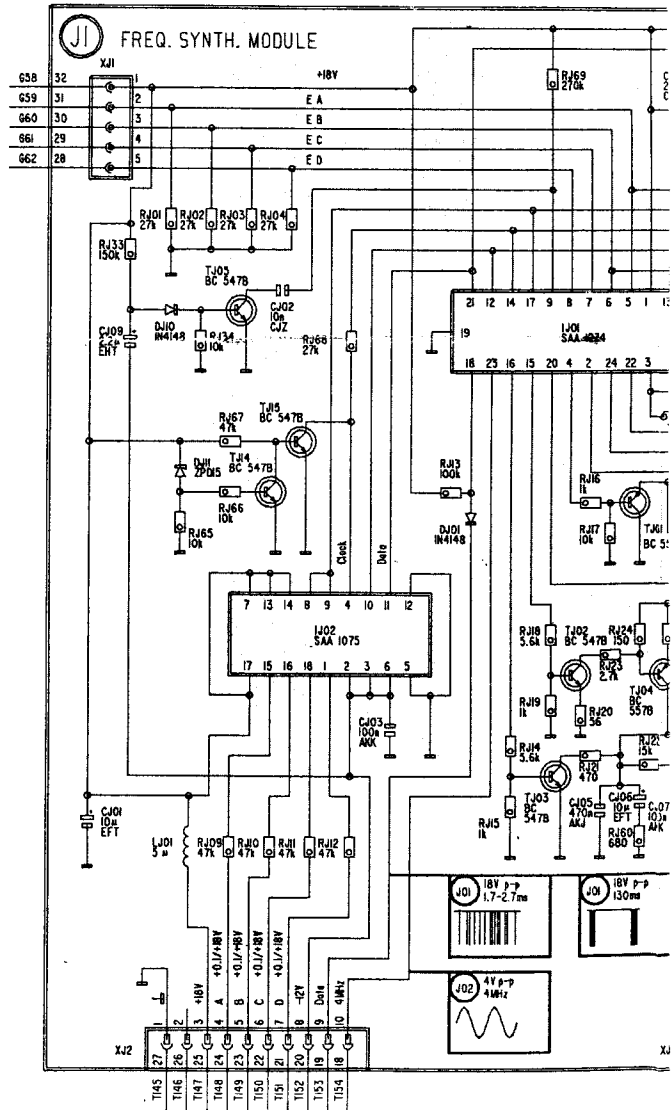 J1 FREQ. SYNTH. MODULE
XJ1
G58 32 1 +18V
G59 31 2 E A
G60 30 3 E B
G61 29 4 E C
G62 28 5 E D
RJ69
270k
RJ01 RJ02 RJ03 RJ04
27k 27k 27k 27k
RJ33
150k
TJ05
BC 547B
CJ02
10n
CJZ
DJ10
1N4148
RJ34
10k
CJ09
2.2µ
EHT
RJ68
27k
21 12 14 17 9 8 7 6 5 1 13
19
IJ01
SAA 1024
18 23 16 15 20 4 2 24 22 3
RJ67
47k
TJ15
BC 547B
TJ14
BC 547B
DJ11
ZPD15
RJ66
10k
RJ65
10k
RJ13
100k
DJ01
1N4148
RJ16
1k
RJ17
10k
TJ01
Clock
Data
7 13 14 8 9 4 10 11 12
IJ02
SAA 1075
17 15 16 18 1 2 3 6 5
RJ18
5.6k
TJ02
BC 547B
RJ24
150
RJ23
2.7k
TJ04
BC
557B
RJ19
1k
RJ20
56
CJ03
100n
AKK
RJ14
5.6k
RJ21
470
RJ22
15k
TJ03
BC
547B
RJ15
1k
CJ05
470n
AKJ
CJ06
10µ
EFT
CJ07
100n
AHK
RJ60
680
CJ01
10µ
EFT
LJ01
5 µ
RJ09 RJ10 RJ11 RJ12
47k 47k 47k 47k
J01 18V p-p
1.7-2.7ms
J01 18V p-p
130ms
J02 4V p-p
4MHz
+18V
+0.1/+18V
+0.1/+18V
+0.1/+18V
+0.1/+18V
A B C D
-12V
Data
4MHz
1 2 3 4 5 6 7 8 9 10
XJ2
27 26 25 24 23 22 21 20 19 18
T145 T146 T147 T148 T149 T150 T151 T152 T153 T154